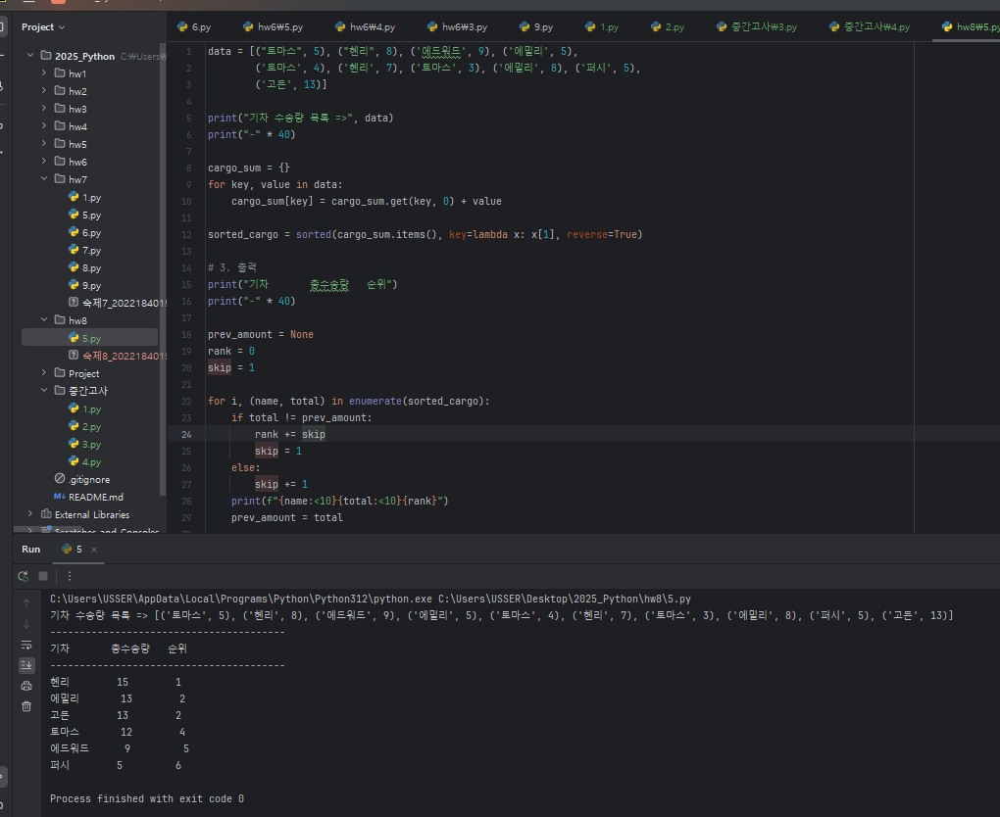 Project
6.py hw6₩5.py hw6₩4.py hw6₩3.py 9.py 1.py 2.py 중간고사₩3.py 중간고사₩4.py hw8₩5.py
2025_Python C:₩Users₩
hw1
hw2
hw3
hw4
hw5
hw6
hw7
1.py
5.py
6.py
7.py
8.py
9.py
숙제7_202218401
hw8
5.py
숙제8_202218401
Project
중간고사
1.py
2.py
3.py
4.py
.gitignore
M↓ README.md
External Libraries
Scratches and Consoles
1 data = [("토마스", 5), ("헨리", 8), ('에드워드', 9), ('에밀리', 5),
2 ('토마스', 4), ('헨리', 7), ('토마스', 3), ('에밀리', 8), ('퍼시', 5),
3 ('고든', 13)]
4
5 print("기차 수송량 목록 =>", data)
6 print("-" * 40)
7
8 cargo_sum = {}
9 for key, value in data:
10 cargo_sum[key] = cargo_sum.get(key, 0) + value
11
12 sorted_cargo = sorted(cargo_sum.items(), key=lambda x: x[1], reverse=True)
13
14 # 3. 출력
15 print("기차 총수송량 순위")
16 print("-" * 40)
17
18 prev_amount = None
19 rank = 0
20 skip = 1
21
22 for i, (name, total) in enumerate(sorted_cargo):
23 if total != prev_amount:
24 rank += skip
25 skip = 1
26 else:
27 skip += 1
28 print(f"{name:<10}{total:<10}{rank}")
29 prev_amount = total
Run 5
C:\Users\USSER\AppData\Local\Programs\Python\Python312\python.exe C:\Users\USSER\Desktop\2025_Python\hw8\5.py
기차 수송량 목록 => [('토마스', 5), ('헨리', 8), ('에드워드', 9), ('에밀리', 5), ('토마스', 4), ('헨리', 7), ('토마스', 3), ('에밀리', 8), ('퍼시', 5), ('고든', 13)]
----------------------------------------
기차 총수송량 순위
----------------------------------------
헨리 15 1
에밀리 13 2
고든 13 2
토마스 12 4
에드워드 9 5
퍼시 5 6
Process finished with exit code 0